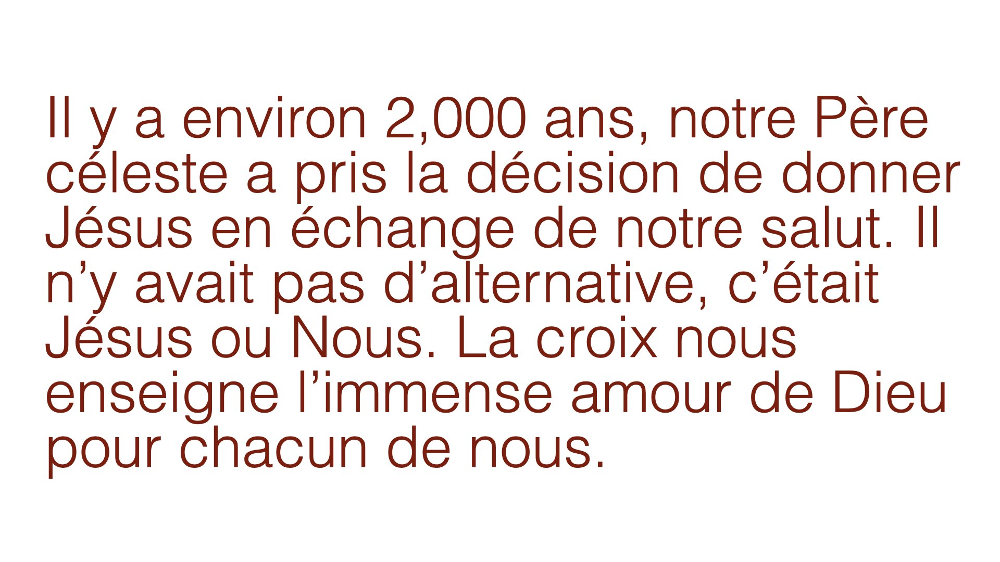 Il y a environ 2,000 ans, notre Père
céleste a pris la décision de donner
Jésus en échange de notre salut. Il
n’y avait pas d’alternative, c’était
Jésus ou Nous. La croix nous
enseigne l’immense amour de Dieu
pour chacun de nous.